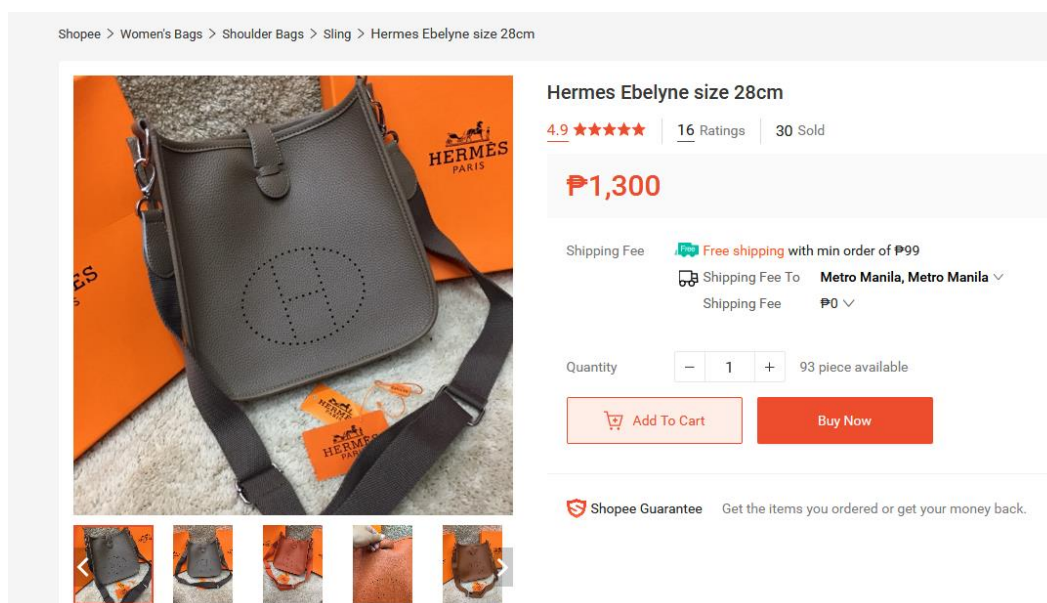 Shopee > Women's Bags > Shoulder Bags > Sling > Hermes Ebelyne size 28cm
HERMÈS
PARIS
HERMÈS
PARIS
Hermes Ebelyne size 28cm
4.9 ★★★★★ 16 Ratings 30 Sold
₱1,300
Shipping Fee Free Free shipping with min order of ₱99
Shipping Fee To Metro Manila, Metro Manila
Shipping Fee ₱0
Quantity − 1 + 93 piece available
Add To Cart Buy Now
Shopee Guarantee Get the items you ordered or get your money back.